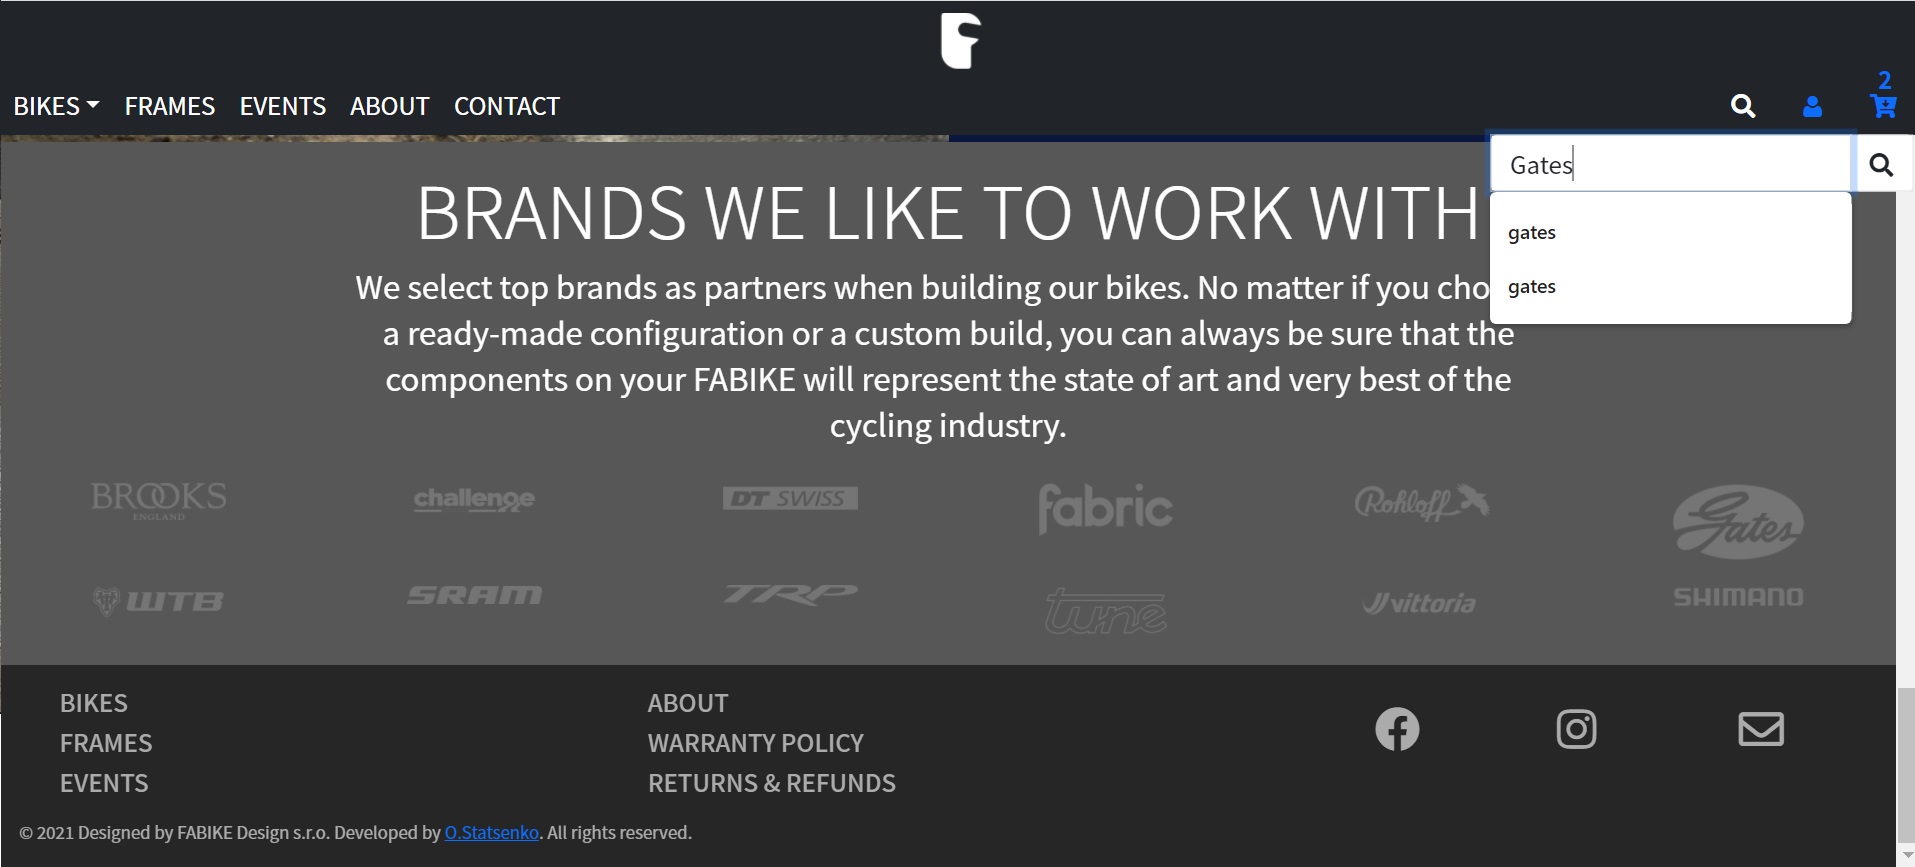 2
BIKES FRAMES EVENTS ABOUT CONTACT
Gates
gates
gates
BRANDS WE LIKE TO WORK WITH
We select top brands as partners when building our bikes. No matter if you cho
a ready-made configuration or a custom build, you can always be sure that the
components on your FABIKE will represent the state of art and very best of the
cycling industry.
BROOKS
ENGLAND
challenge
DT SWISS
fabric
Rohloff
Gates
WTB
SRAM
TRP
tune
vittoria
SHIMANO
BIKES
FRAMES
EVENTS
ABOUT
WARRANTY POLICY
RETURNS & REFUNDS
© 2021 Designed by FABIKE Design s.r.o. Developed by O.Statsenko. All rights reserved.